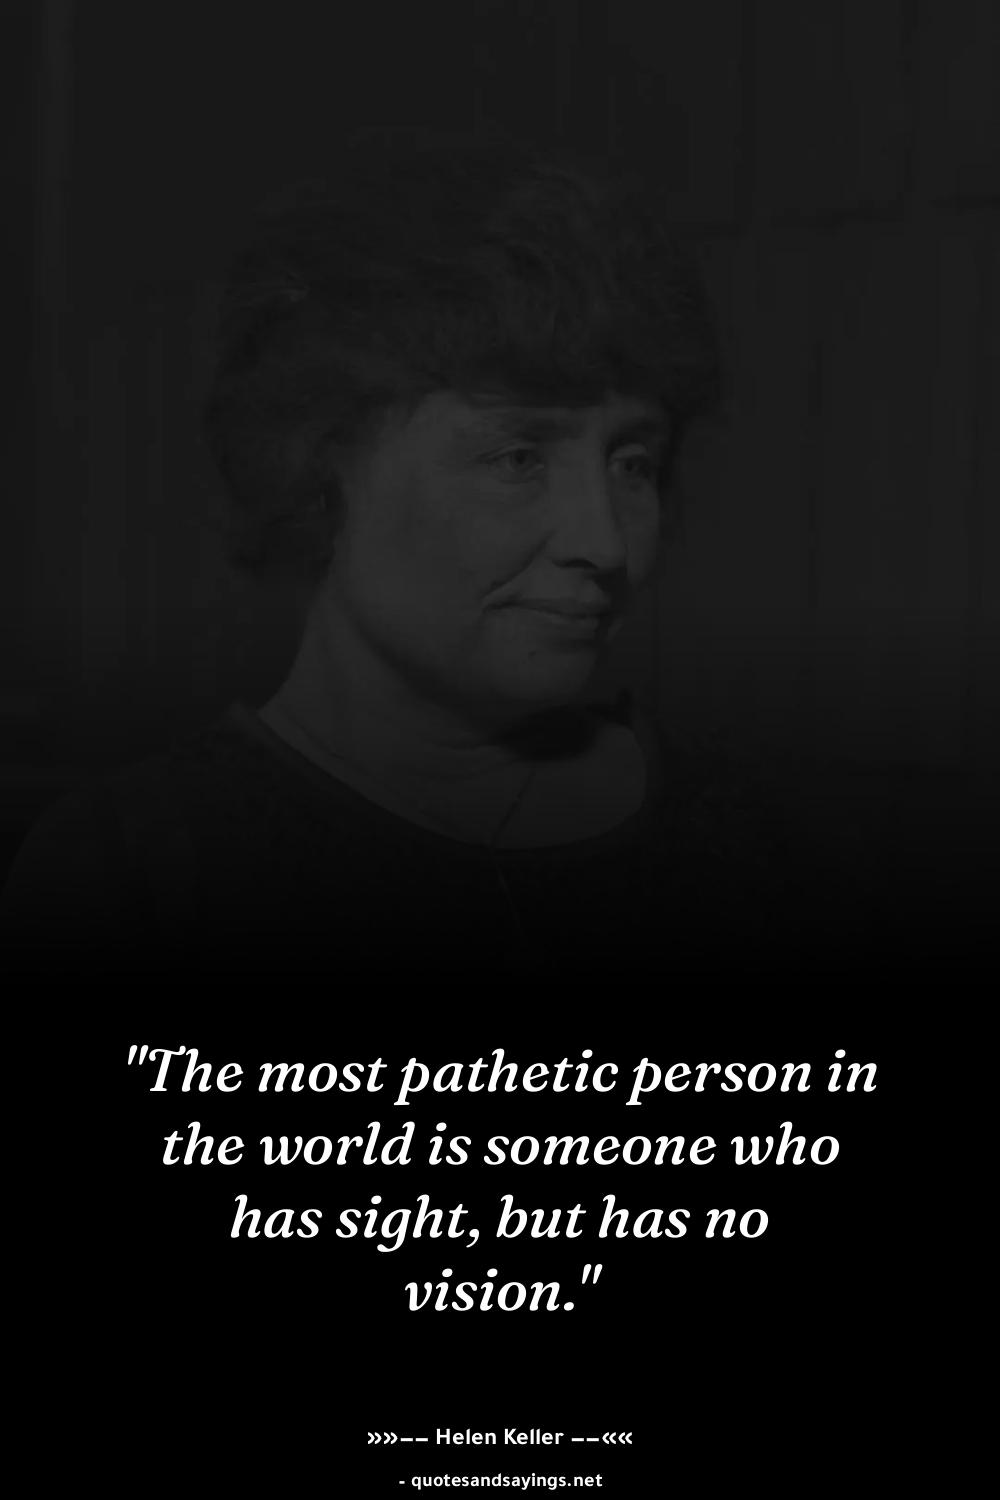 "The most pathetic person in
the world is someone who
has sight, but has no
vision."
»»–– Helen Keller ––««
- quotesandsayings.net